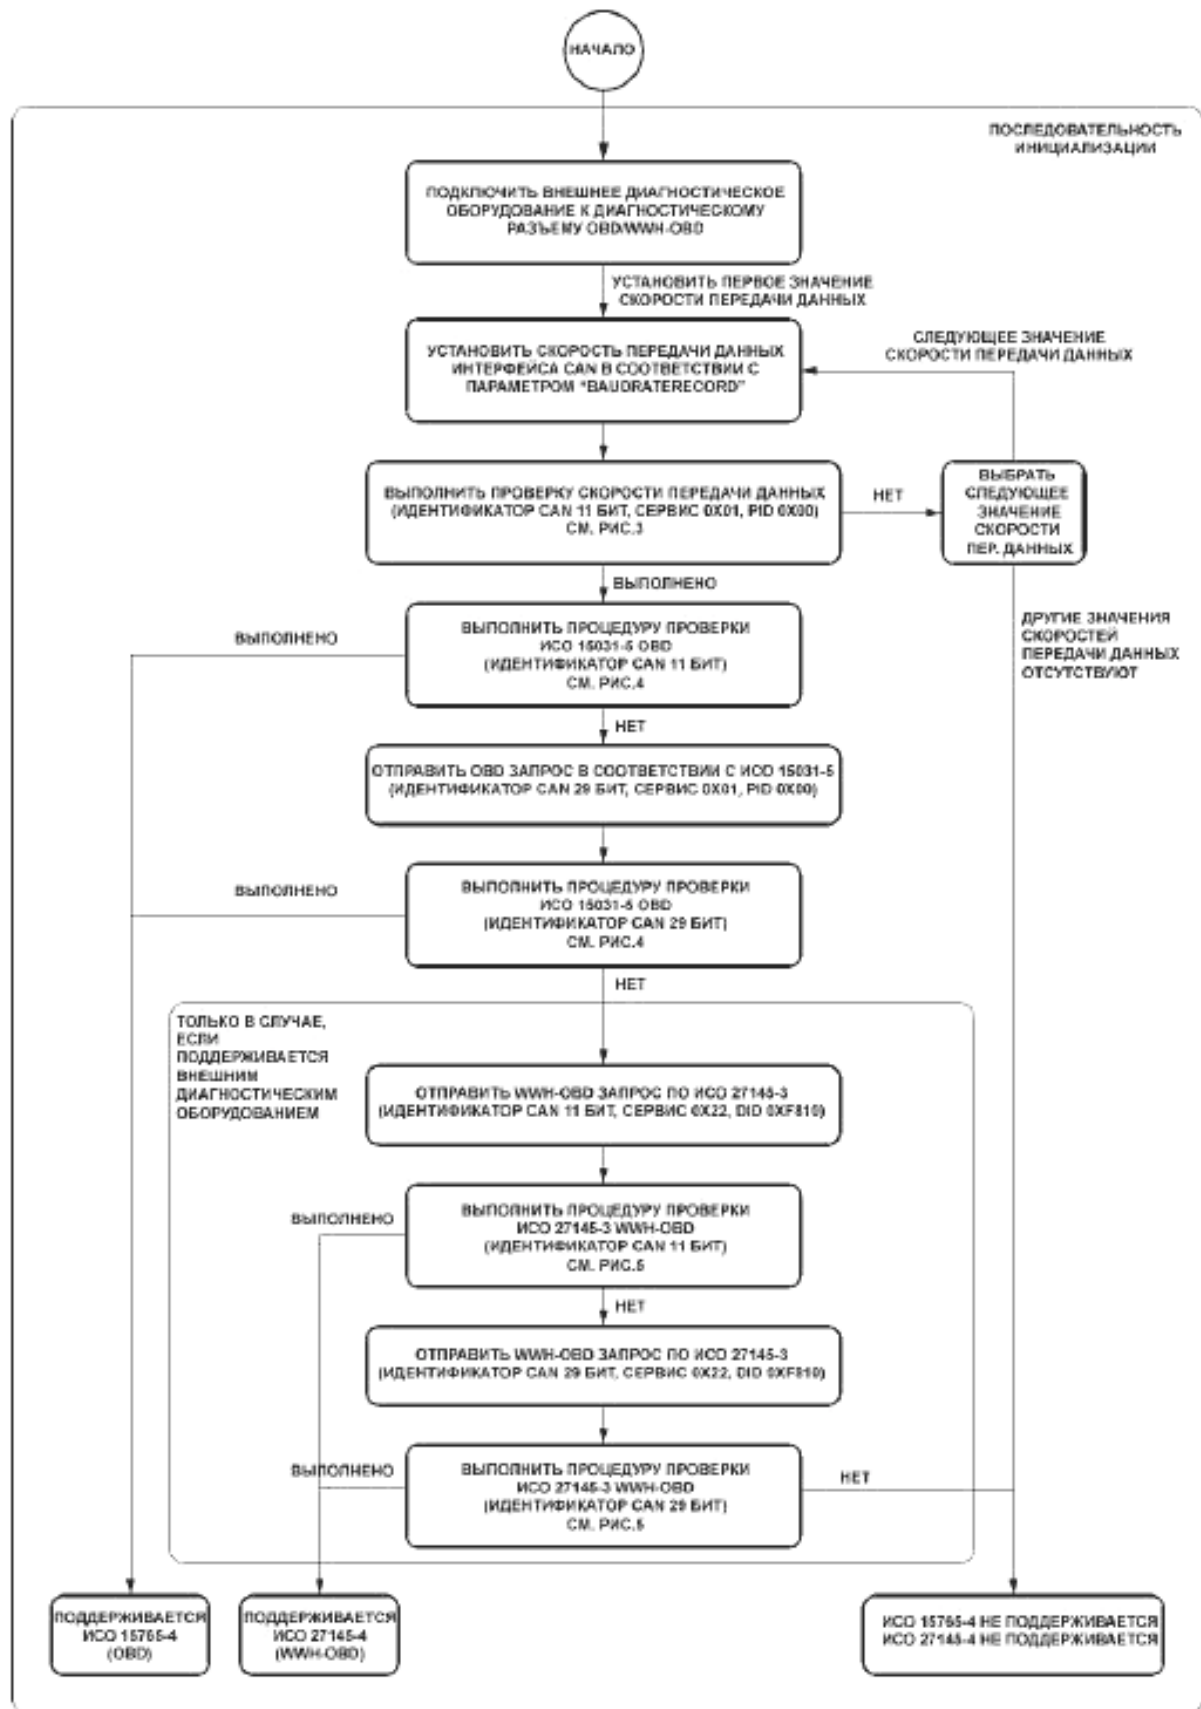 НАЧАЛО
ПОСЛЕДОВАТЕЛЬНОСТЬ
ИНИЦИАЛИЗАЦИИ
ПОДКЛЮЧИТЬ ВНЕШНЕЕ ДИАГНОСТИЧЕСКОЕ
ОБОРУДОВАНИЕ К ДИАГНОСТИЧЕСКОМУ
РАЗЪЕМУ OBD/WWH-OBD
УСТАНОВИТЬ ПЕРВОЕ ЗНАЧЕНИЕ
СКОРОСТИ ПЕРЕДАЧИ ДАННЫХ
УСТАНОВИТЬ СКОРОСТЬ ПЕРЕДАЧИ ДАННЫХ
ИНТЕРФЕЙСА CAN В СООТВЕТСТВИИ С
ПАРАМЕТРОМ “BAUDRATERECORD”
СЛЕДУЮЩЕЕ ЗНАЧЕНИЕ
СКОРОСТИ ПЕРЕДАЧИ ДАННЫХ
ВЫПОЛНИТЬ ПРОВЕРКУ СКОРОСТИ ПЕРЕДАЧИ ДАННЫХ
(ИДЕНТИФИКАТОР CAN 11 БИТ, СЕРВИС 0X01, PID 0X00)
СМ. РИС.3
НЕТ
ВЫБРАТЬ
СЛЕДУЮЩЕЕ
ЗНАЧЕНИЕ
СКОРОСТИ
ПЕР. ДАННЫХ
ВЫПОЛНЕНО
ВЫПОЛНЕНО
ВЫПОЛНИТЬ ПРОЦЕДУРУ ПРОВЕРКИ
ИСО 15031-5 OBD
(ИДЕНТИФИКАТОР CAN 11 БИТ)
СМ. РИС.4
ДРУГИЕ ЗНАЧЕНИЯ
СКОРОСТЕЙ
ПЕРЕДАЧИ ДАННЫХ
ОТСУТСТВУЮТ
НЕТ
ОТПРАВИТЬ OBD ЗАПРОС В СООТВЕТСТВИИ С ИСО 15031-5
(ИДЕНТИФИКАТОР CAN 29 БИТ, СЕРВИС 0X01, PID 0X00)
ВЫПОЛНЕНО
ВЫПОЛНИТЬ ПРОЦЕДУРУ ПРОВЕРКИ
ИСО 15031-5 OBD
(ИДЕНТИФИКАТОР CAN 29 БИТ)
СМ. РИС.4
НЕТ
ТОЛЬКО В СЛУЧАЕ,
ЕСЛИ
ПОДДЕРЖИВАЕТСЯ
ВНЕШНИМ
ДИАГНОСТИЧЕСКИМ
ОБОРУДОВАНИЕМ
ОТПРАВИТЬ WWH-OBD ЗАПРОС ПО ИСО 27145-3
(ИДЕНТИФИКАТОР CAN 11 БИТ, СЕРВИС 0X22, DID 0XF810)
ВЫПОЛНЕНО
ВЫПОЛНИТЬ ПРОЦЕДУРУ ПРОВЕРКИ
ИСО 27145-3 WWH-OBD
(ИДЕНТИФИКАТОР CAN 11 БИТ)
СМ. РИС.5
НЕТ
ОТПРАВИТЬ WWH-OBD ЗАПРОС ПО ИСО 27145-3
(ИДЕНТИФИКАТОР CAN 29 БИТ, СЕРВИС 0X22, DID 0XF810)
ВЫПОЛНЕНО
ВЫПОЛНИТЬ ПРОЦЕДУРУ ПРОВЕРКИ
ИСО 27145-3 WWH-OBD
(ИДЕНТИФИКАТОР CAN 29 БИТ)
СМ. РИС.5
НЕТ
ПОДДЕРЖИВАЕТСЯ
ИСО 15765-4
(OBD)
ПОДДЕРЖИВАЕТСЯ
ИСО 27145-4
(WWH-OBD)
ИСО 15765-4 НЕ ПОДДЕРЖИВАЕТСЯ
ИСО 27145-4 НЕ ПОДДЕРЖИВАЕТСЯ